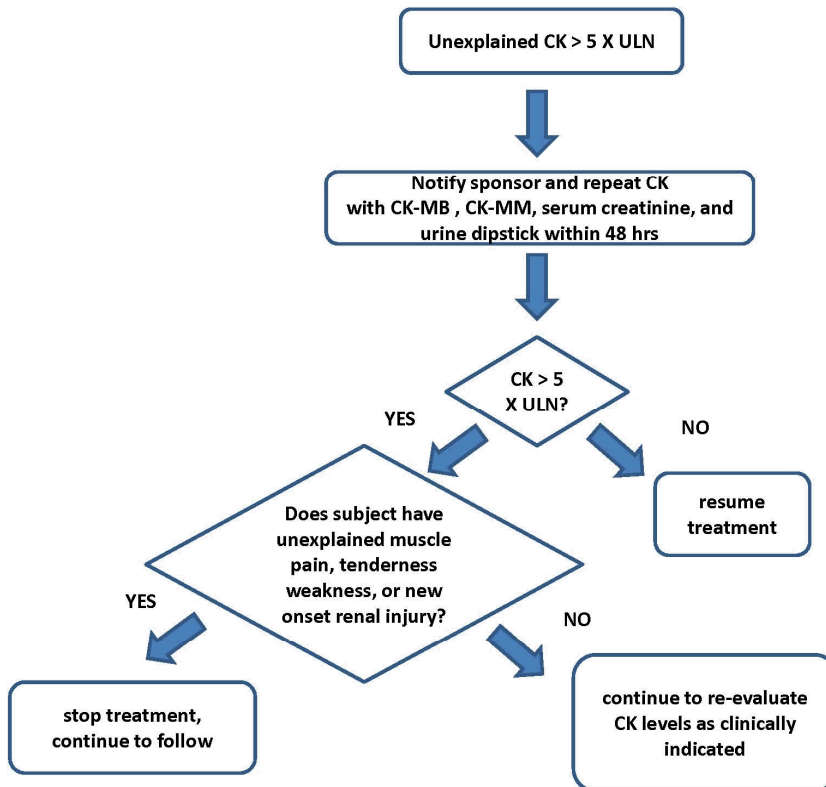 Unexplained CK > 5 X ULN
Notify sponsor and repeat CK
with CK-MB , CK-MM, serum creatinine, and
urine dipstick within 48 hrs
CK > 5
X ULN?
YES
NO
resume
treatment
Does subject have
unexplained muscle
pain, tenderness
weakness, or new
onset renal injury?
YES
NO
stop treatment,
continue to follow
continue to re-evaluate
CK levels as clinically
indicated